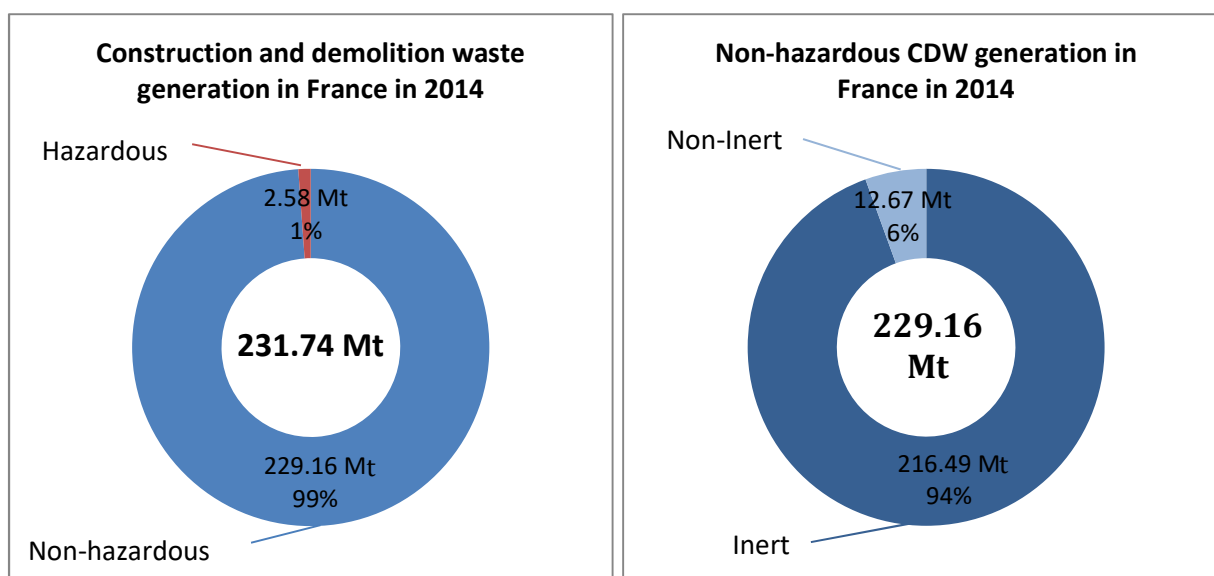 Construction and demolition waste
generation in France in 2014
Hazardous
2.58 Mt
1%
231.74 Mt
229.16 Mt
99%
Non-hazardous
Non-hazardous CDW generation in
France in 2014
Non-Inert
12.67 Mt
6%
229.16
Mt
216.49 Mt
94%
Inert